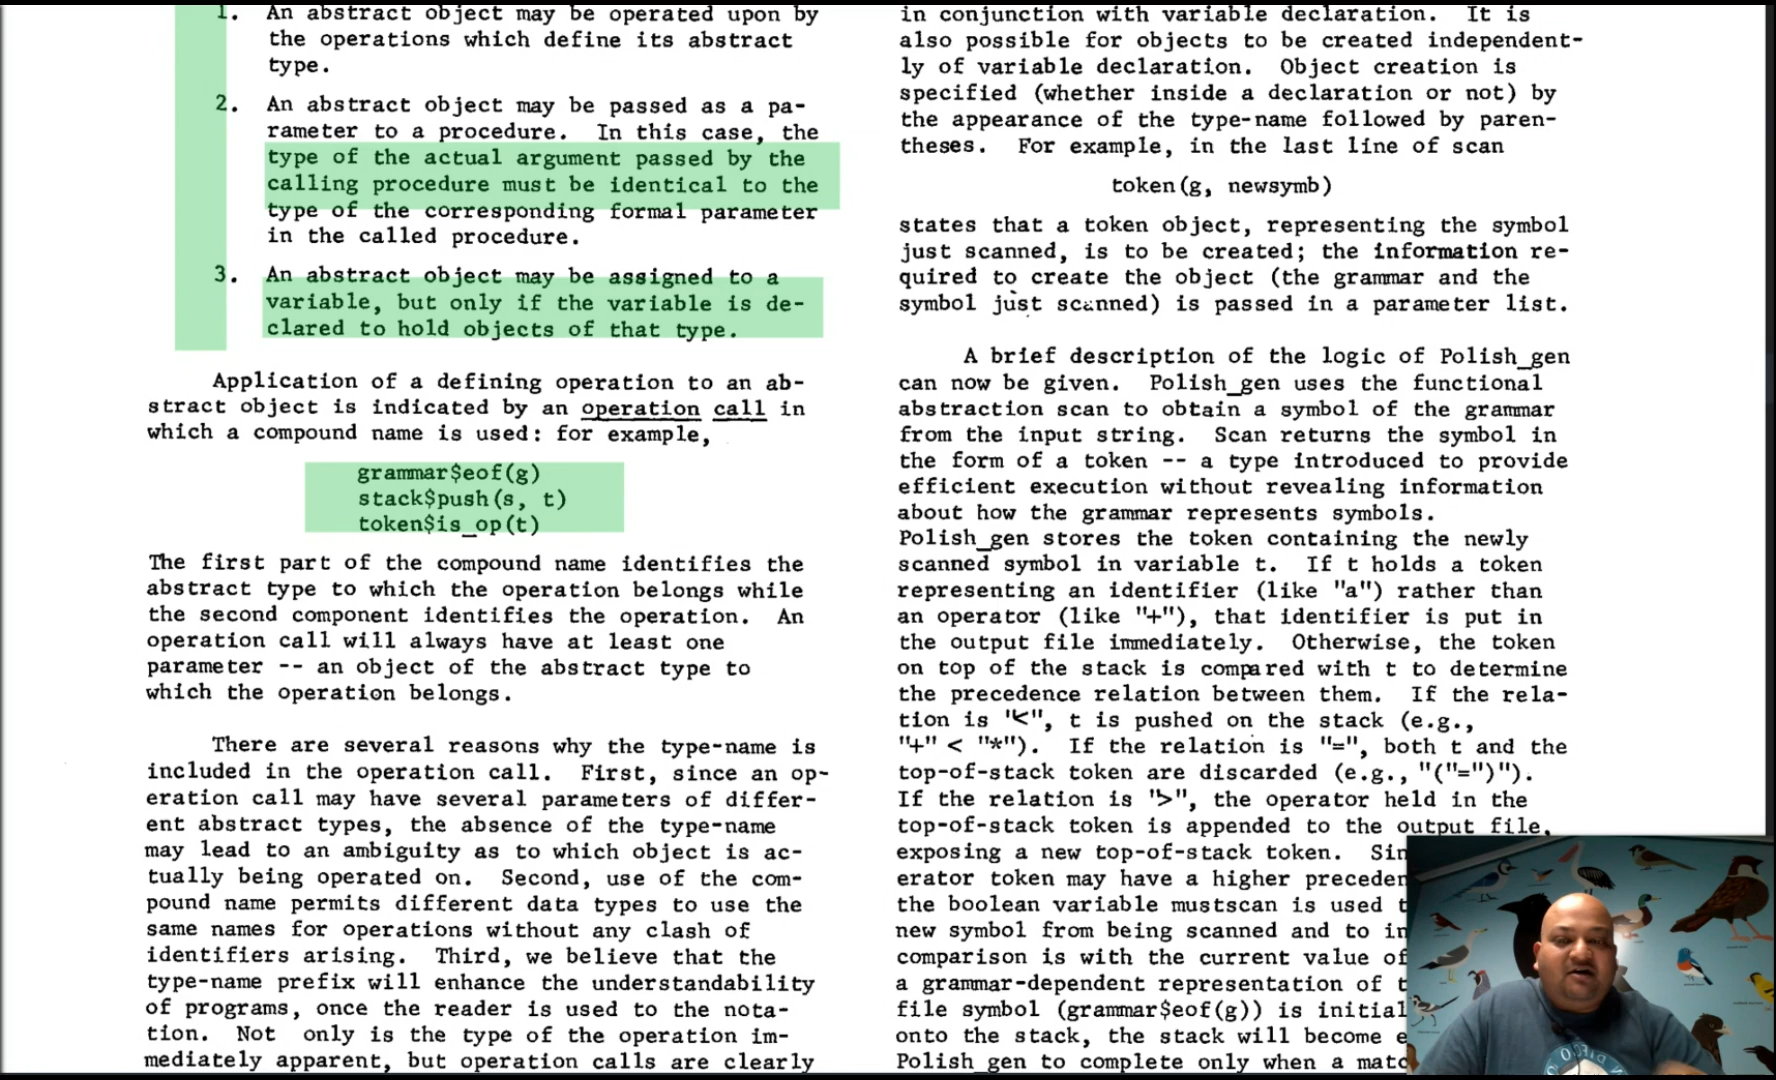 1. An abstract object may be operated upon by
the operations which define its abstract
type.
2. An abstract object may be passed as a pa-
rameter to a procedure. In this case, the
type of the actual argument passed by the
calling procedure must be identical to the
type of the corresponding formal parameter
in the called procedure.
3. An abstract object may be assigned to a
variable, but only if the variable is de-
clared to hold objects of that type.
Application of a defining operation to an ab-
stract object is indicated by an operation call in
which a compound name is used: for example,
grammar$eof(g)
stack$push(s, t)
token$is_op(t)
The first part of the compound name identifies the
abstract type to which the operation belongs while
the second component identifies the operation. An
operation call will always have at least one
parameter -- an object of the abstract type to
which the operation belongs.
There are several reasons why the type-name is
included in the operation call. First, since an op-
eration call may have several parameters of differ-
ent abstract types, the absence of the type-name
may lead to an ambiguity as to which object is ac-
tually being operated on. Second, use of the com-
pound name permits different data types to use the
same names for operations without any clash of
identifiers arising. Third, we believe that the
type-name prefix will enhance the understandability
of programs, once the reader is used to the nota-
tion. Not only is the type of the operation im-
mediately apparent, but operation calls are clearly
in conjunction with variable declaration. It is
also possible for objects to be created independent-
ly of variable declaration. Object creation is
specified (whether inside a declaration or not) by
the appearance of the type-name followed by paren-
theses. For example, in the last line of scan
token(g, newsymb)
states that a token object, representing the symbol
just scanned, is to be created; the information re-
quired to create the object (the grammar and the
symbol just scanned) is passed in a parameter list.
A brief description of the logic of Polish_gen
can now be given. Polish_gen uses the functional
abstraction scan to obtain a symbol of the grammar
from the input string. Scan returns the symbol in
the form of a token -- a type introduced to provide
efficient execution without revealing information
about how the grammar represents symbols.
Polish_gen stores the token containing the newly
scanned symbol in variable t. If t holds a token
representing an identifier (like "a") rather than
an operator (like "+"), that identifier is put in
the output file immediately. Otherwise, the token
on top of the stack is compared with t to determine
the precedence relation between them. If the rela-
tion is "<", t is pushed on the stack (e.g.,
"+" < "*"). If the relation is "=", both t and the
top-of-stack token are discarded (e.g., "("=")").
If the relation is ">", the operator held in the
top-of-stack token is appended to the output file,
exposing a new top-of-stack token. Sin
erator token may have a higher preceden
the boolean variable mustscan is used t
new symbol from being scanned and to in
comparison is with the current value of
a grammar-dependent representation of t
file symbol (grammar$eof(g)) is initial
onto the stack, the stack will become e
Polish_gen to complete only when a matc